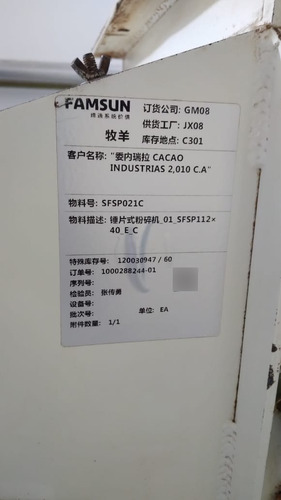 FAMSUN
缔造系统价值
牧羊
订货公司: GM08
供货工厂: JX08
库存地点: C301
客户名称: "委内瑞拉 CACAO
INDUSTRIAS 2,010 C.A"
物料号: SFSP021C
物料描述: 锤片式粉碎机_01_SFSP112×
40_E_C
特殊库存号: 120030947 / 60
订单号: 1000288244-01
序列号:
检验员: 张传勇
设备号:
批次号:
单位: EA
附件数量: 1/1